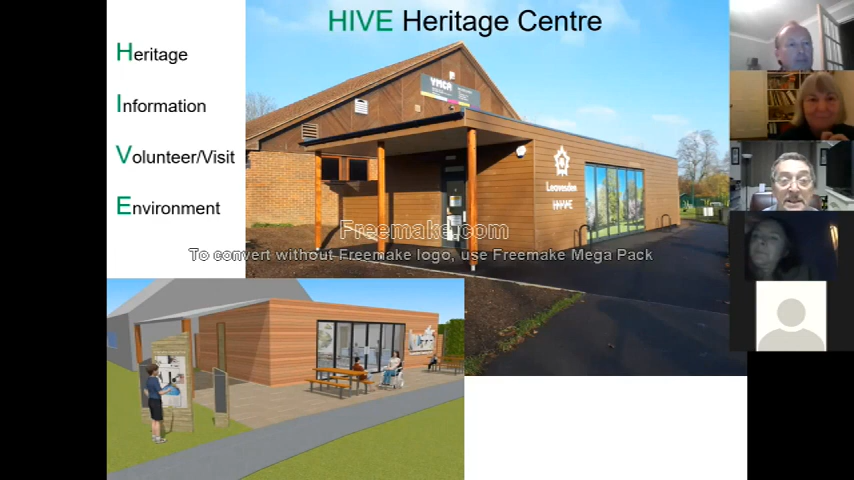 HIVE Heritage Centre
Heritage
Information
Volunteer/Visit
Environment
YMCA
Leavesden
HIVE
Freemake.com
To convert without Freemake logo, use Freemake Mega Pack